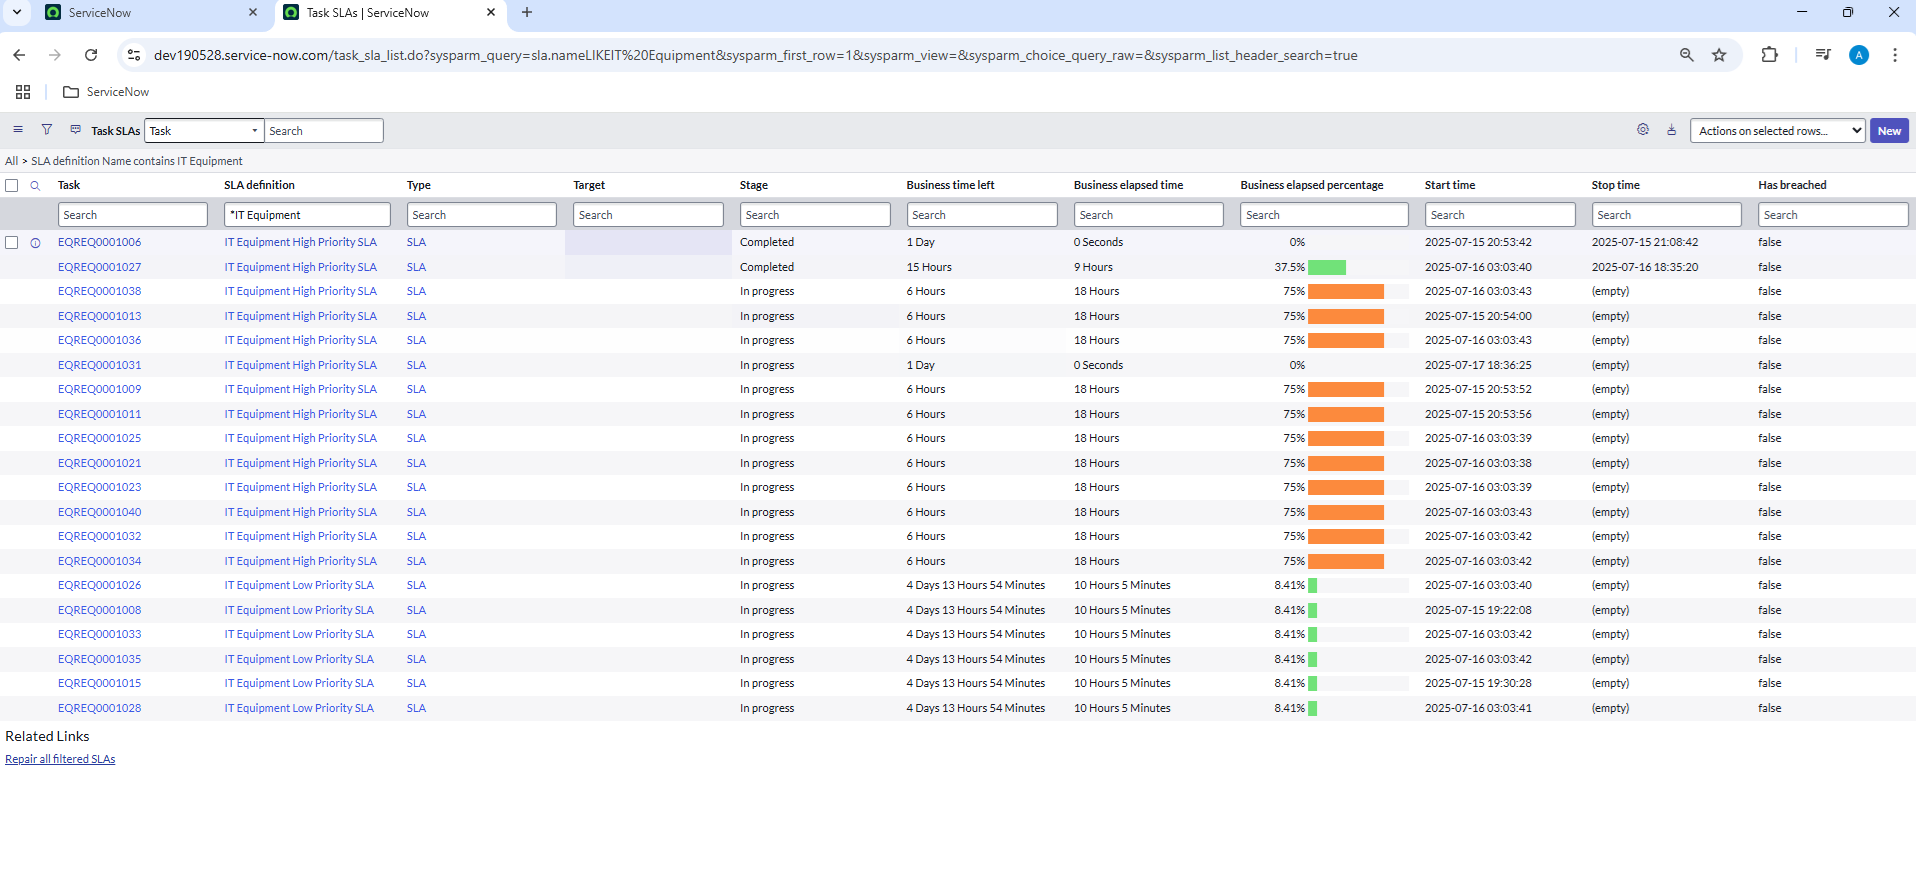 ServiceNow
Task SLAs | ServiceNow
dev190528.service-now.com/task_sla_list.do?sysparm_query=sla.nameLIKEIT%20Equipment&sysparm_first_row=1&sysparm_view=&sysparm_choice_query_raw=&sysparm_list_header_search=true
A
ServiceNow
Task SLAs Task Search Actions on selected rows... New
All > SLA definition Name contains IT Equipment
Task SLA definition Type Target Stage Business time left Business elapsed time Business elapsed percentage Start time Stop time Has breached
Search *IT Equipment Search Search Search Search Search Search Search Search Search
EQREQ0001006 IT Equipment High Priority SLA SLA Completed 1 Day 0 Seconds 0% 2025-07-15 20:53:42 2025-07-15 21:08:42 false
EQREQ0001027 IT Equipment High Priority SLA SLA Completed 15 Hours 9 Hours 37.5% 2025-07-16 03:03:40 2025-07-16 18:35:20 false
EQREQ0001038 IT Equipment High Priority SLA SLA In progress 6 Hours 18 Hours 75% 2025-07-16 03:03:43 (empty) false
EQREQ0001013 IT Equipment High Priority SLA SLA In progress 6 Hours 18 Hours 75% 2025-07-15 20:54:00 (empty) false
EQREQ0001036 IT Equipment High Priority SLA SLA In progress 6 Hours 18 Hours 75% 2025-07-16 03:03:43 (empty) false
EQREQ0001031 IT Equipment High Priority SLA SLA In progress 1 Day 0 Seconds 0% 2025-07-17 18:36:25 (empty) false
EQREQ0001009 IT Equipment High Priority SLA SLA In progress 6 Hours 18 Hours 75% 2025-07-15 20:53:52 (empty) false
EQREQ0001011 IT Equipment High Priority SLA SLA In progress 6 Hours 18 Hours 75% 2025-07-15 20:53:56 (empty) false
EQREQ0001025 IT Equipment High Priority SLA SLA In progress 6 Hours 18 Hours 75% 2025-07-16 03:03:39 (empty) false
EQREQ0001021 IT Equipment High Priority SLA SLA In progress 6 Hours 18 Hours 75% 2025-07-16 03:03:38 (empty) false
EQREQ0001023 IT Equipment High Priority SLA SLA In progress 6 Hours 18 Hours 75% 2025-07-16 03:03:39 (empty) false
EQREQ0001040 IT Equipment High Priority SLA SLA In progress 6 Hours 18 Hours 75% 2025-07-16 03:03:43 (empty) false
EQREQ0001032 IT Equipment High Priority SLA SLA In progress 6 Hours 18 Hours 75% 2025-07-16 03:03:42 (empty) false
EQREQ0001034 IT Equipment High Priority SLA SLA In progress 6 Hours 18 Hours 75% 2025-07-16 03:03:42 (empty) false
EQREQ0001026 IT Equipment Low Priority SLA SLA In progress 4 Days 13 Hours 54 Minutes 10 Hours 5 Minutes 8.41% 2025-07-16 03:03:40 (empty) false
EQREQ0001008 IT Equipment Low Priority SLA SLA In progress 4 Days 13 Hours 54 Minutes 10 Hours 5 Minutes 8.41% 2025-07-15 19:22:08 (empty) false
EQREQ0001033 IT Equipment Low Priority SLA SLA In progress 4 Days 13 Hours 54 Minutes 10 Hours 5 Minutes 8.41% 2025-07-16 03:03:42 (empty) false
EQREQ0001035 IT Equipment Low Priority SLA SLA In progress 4 Days 13 Hours 54 Minutes 10 Hours 5 Minutes 8.41% 2025-07-16 03:03:42 (empty) false
EQREQ0001015 IT Equipment Low Priority SLA SLA In progress 4 Days 13 Hours 54 Minutes 10 Hours 5 Minutes 8.41% 2025-07-15 19:30:28 (empty) false
EQREQ0001028 IT Equipment Low Priority SLA SLA In progress 4 Days 13 Hours 54 Minutes 10 Hours 5 Minutes 8.41% 2025-07-16 03:03:41 (empty) false
Related Links
Repair all filtered SLAs